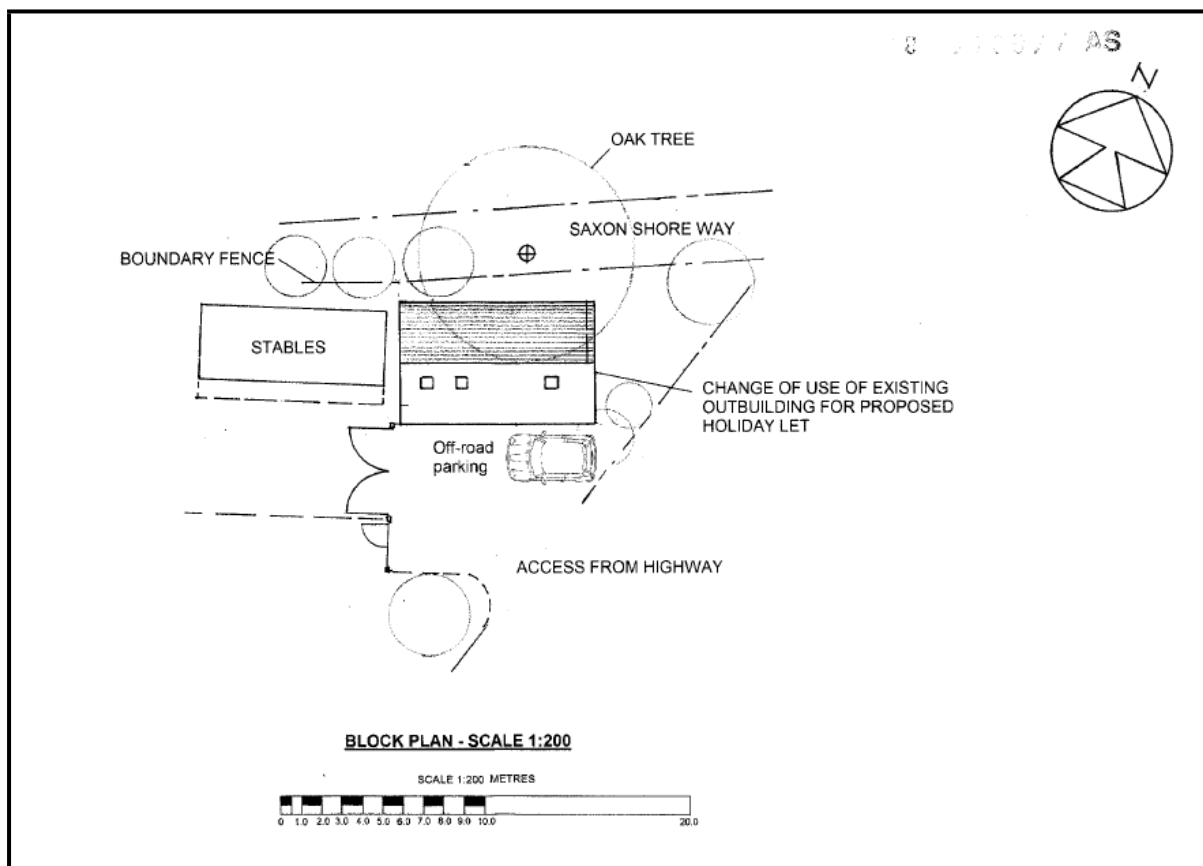 AS
N
OAK TREE
SAXON SHORE WAY
BOUNDARY FENCE
STABLES
CHANGE OF USE OF EXISTING
OUTBUILDING FOR PROPOSED
HOLIDAY LET
Off-road
parking
ACCESS FROM HIGHWAY
BLOCK PLAN - SCALE 1:200
SCALE 1:200 METRES
0 1.0 2.0 3.0 4.0 5.0 6.0 7.0 8.0 9.0 10.0 20.0